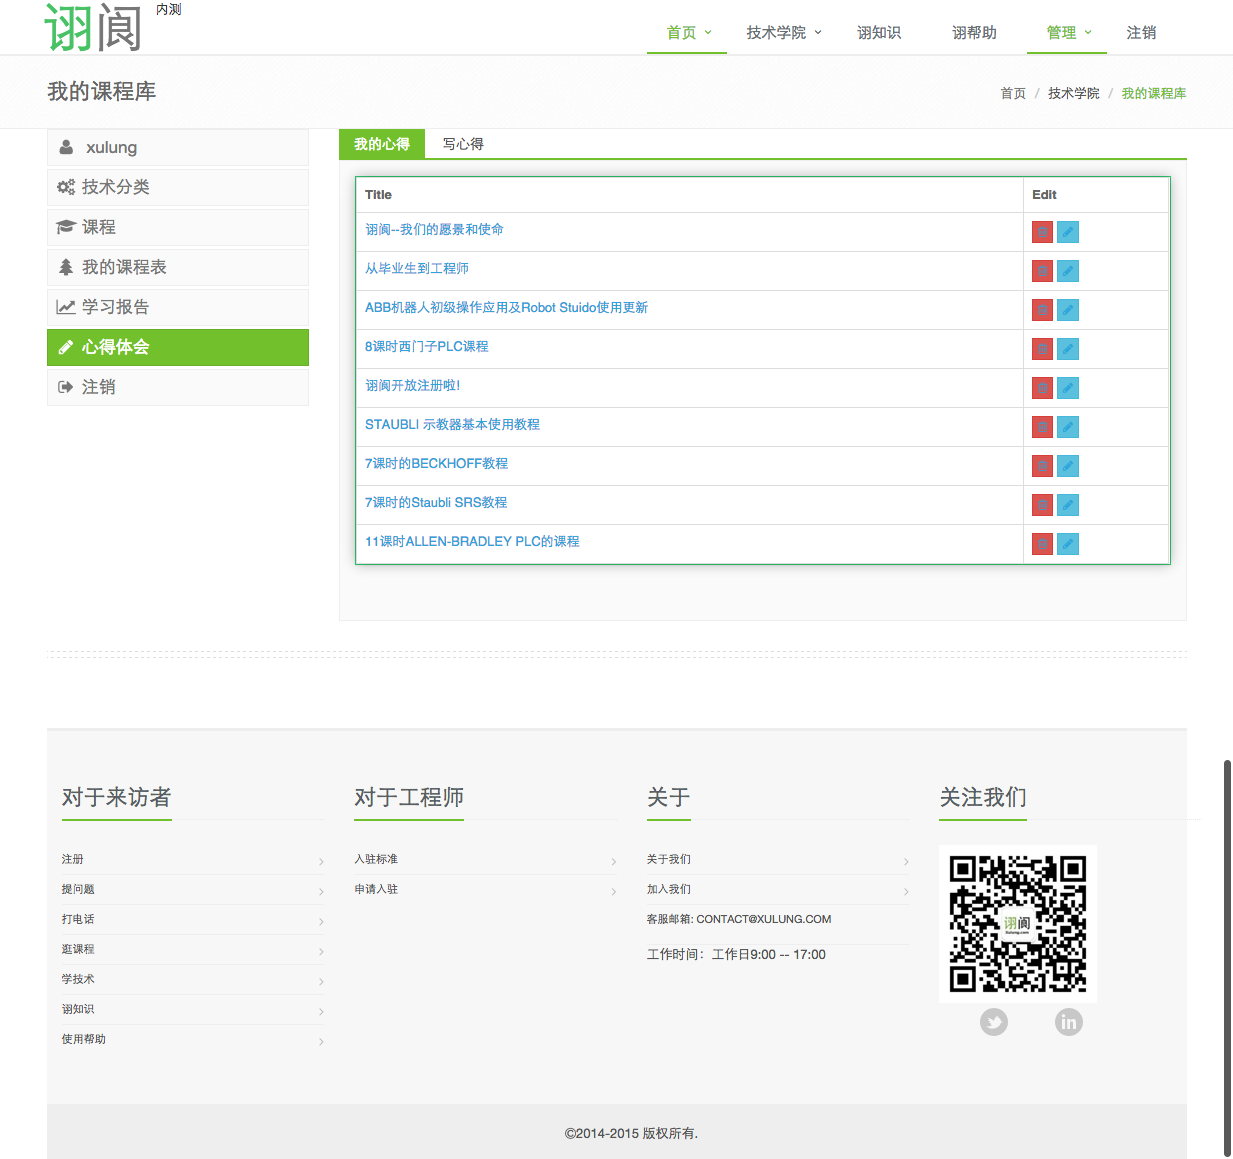 诩阆 内测
首页 技术学院 诩知识 诩帮助 管理 注销
我的课程库
首页 / 技术学院 / 我的课程库
xulung
技术分类
课程
我的课程表
学习报告
心得体会
注销
我的心得 写心得
Title Edit
诩阆--我们的愿景和使命
从毕业生到工程师
ABB机器人初级操作应用及Robot Stuido使用更新
8课时西门子PLC课程
诩阆开放注册啦!
STAUBLI 示教器基本使用教程
7课时的BECKHOFF教程
7课时的Staubli SRS教程
11课时ALLEN-BRADLEY PLC的课程
对于来访者
注册
提问题
打电话
逛课程
学技术
诩知识
使用帮助
对于工程师
入驻标准
申请入驻
关于
关于我们
加入我们
客服邮箱: CONTACT@XULUNG.COM
工作时间：工作日9:00 -- 17:00
关注我们
诩阆
Xulung.com
©2014-2015 版权所有.